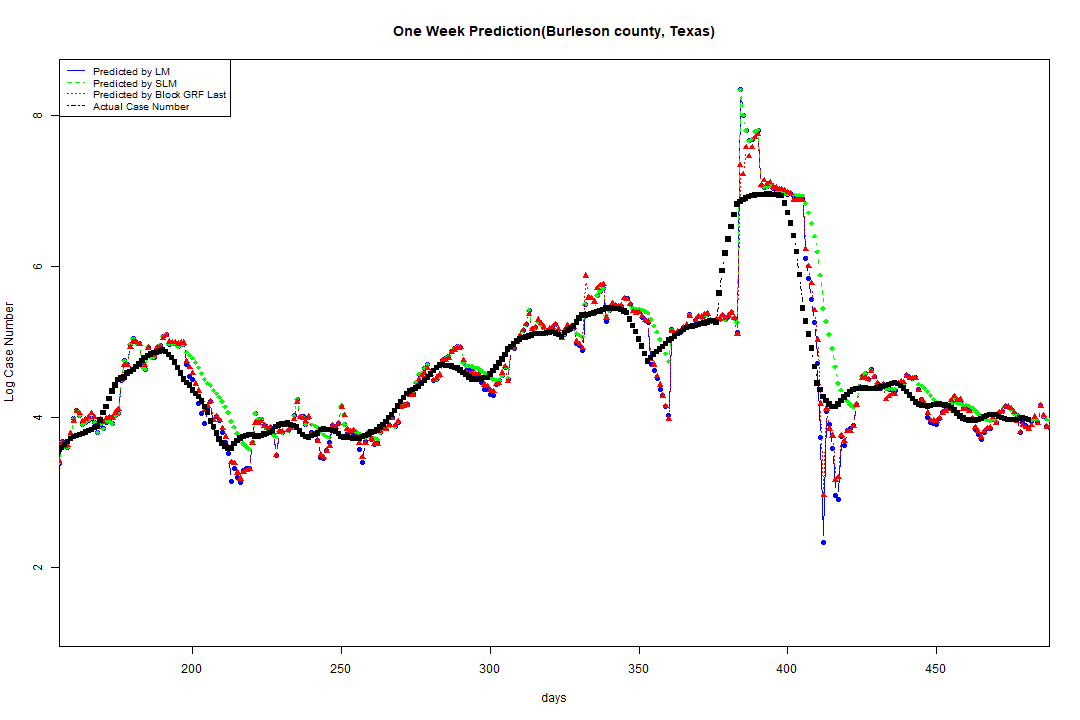 One Week Prediction(Burleson county, Texas)
Predicted by LM
Predicted by SLM
Predicted by Block GRF Last
Actual Case Number
Log Case Number
8
6
4
2
200 250 300 350 400 450
days